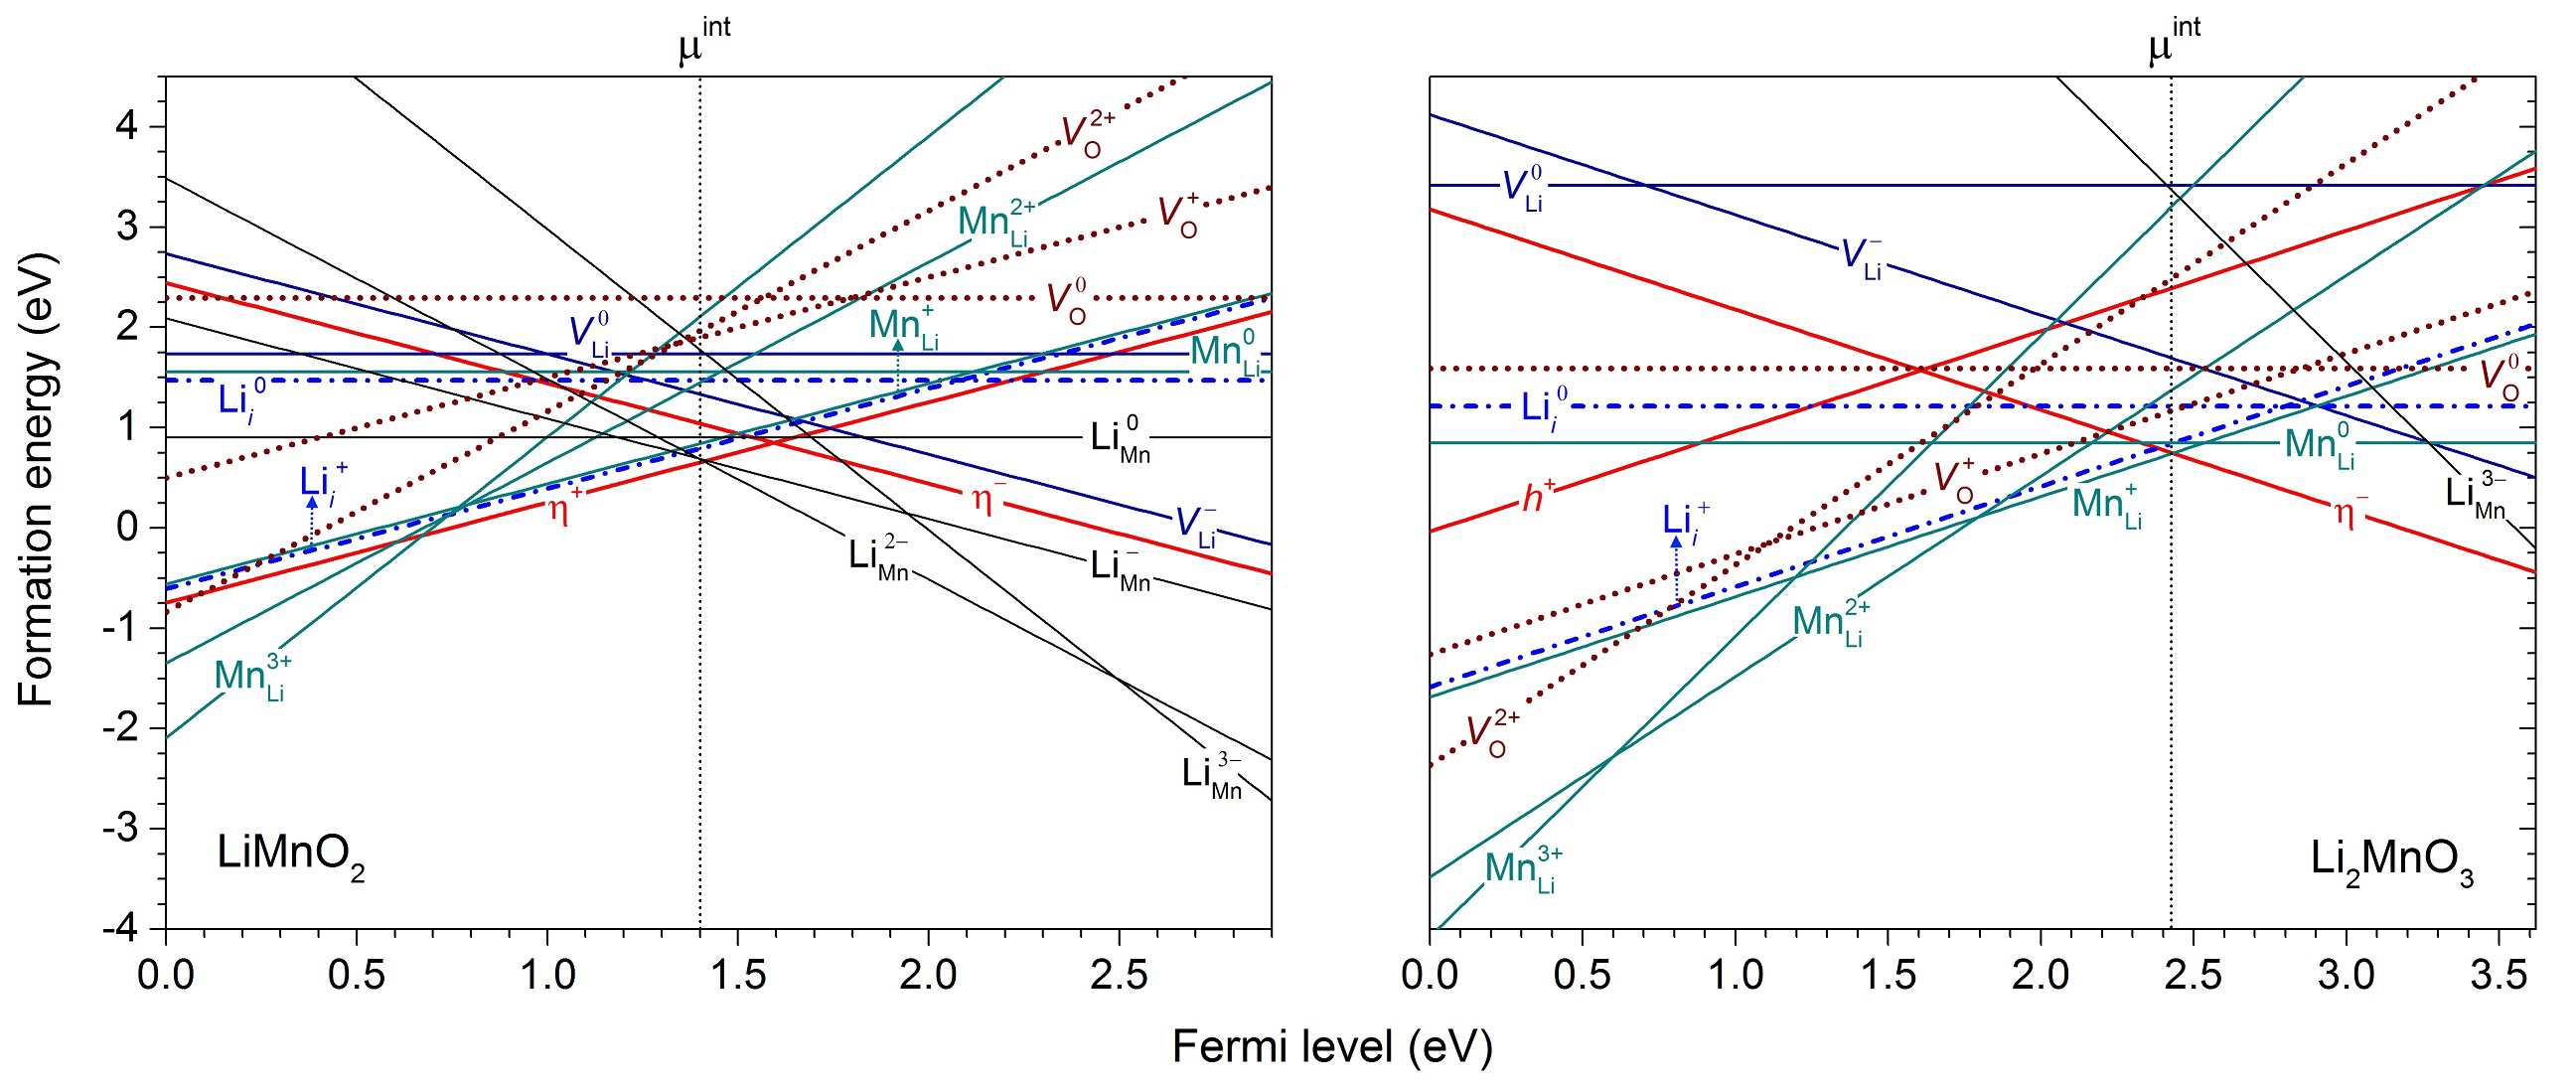 μ^int
μ^int
Formation energy (eV)
4
3
2
1
0
-1
-2
-3
-4
V_O^2+
Mn_Li^2+
V_O^+
V_O^0
V_Li^0
Mn_Li^+
Mn_Li^0
Li_i^0
Li_Mn^0
Li_i^+
η^+
η^−
V_Li^−
Li_Mn^2−
Li_Mn^−
Mn_Li^3+
Li_Mn^3−
LiMnO2
0.0 0.5 1.0 1.5 2.0 2.5
V_Li^0
V_Li^−
V_O^0
Li_i^0
Mn_Li^0
h^+
V_O^+
Mn_Li^+
Li_Mn^3−
η^−
Li_i^+
Mn_Li^2+
V_O^2+
Mn_Li^3+
Li2MnO3
0.0 0.5 1.0 1.5 2.0 2.5 3.0 3.5
Fermi level (eV)